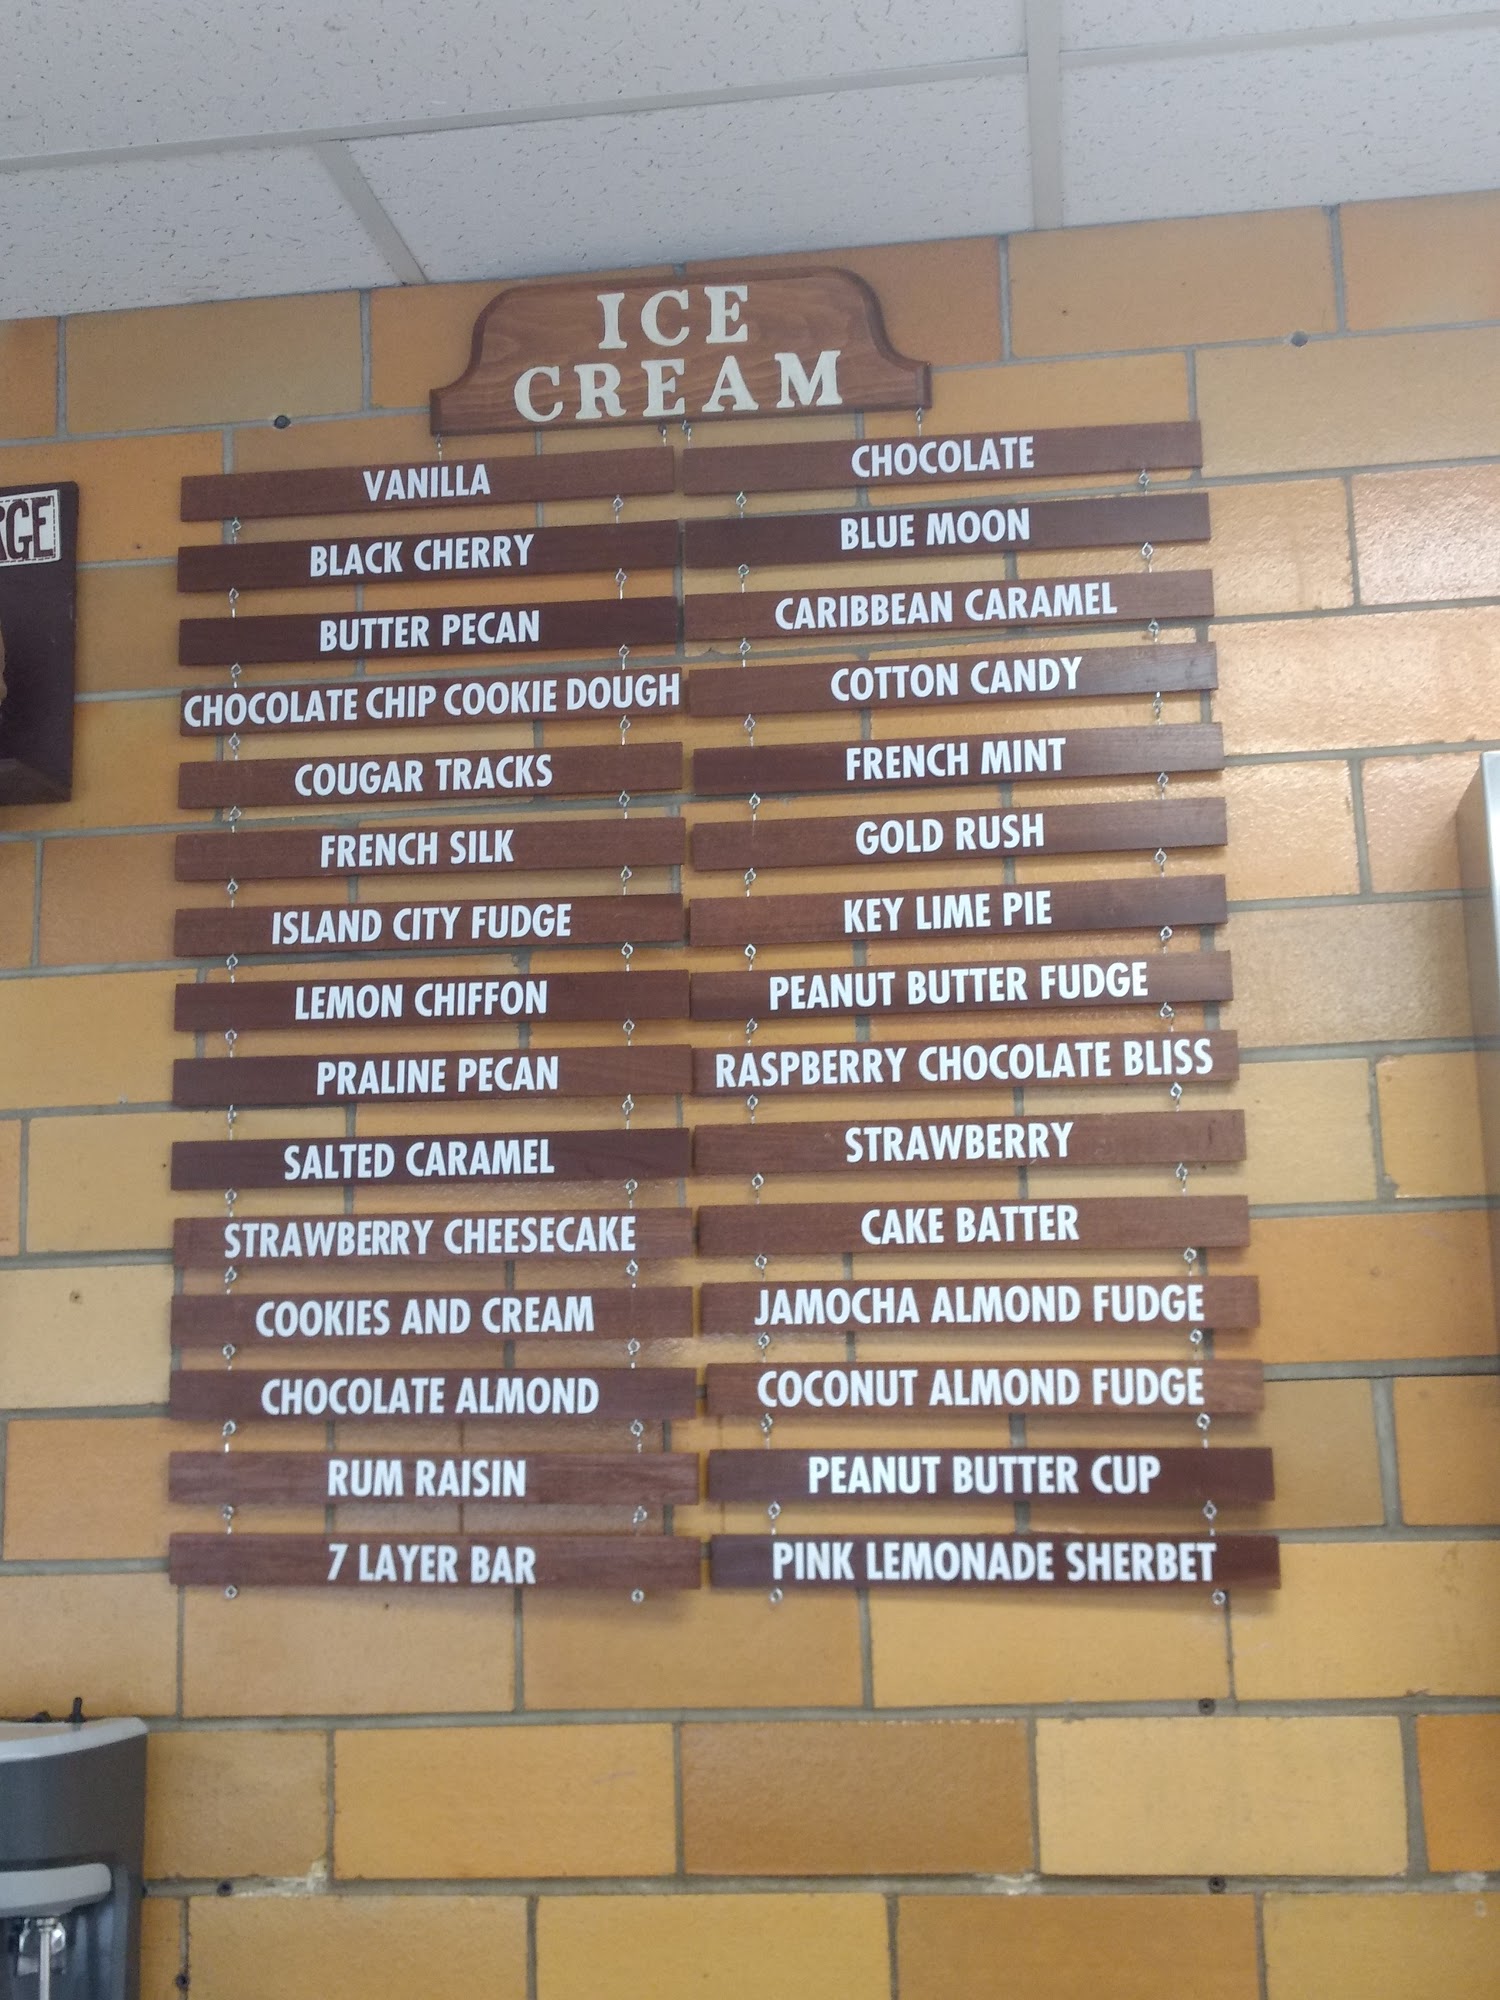 ICE
CREAM
VANILLA
BLACK CHERRY
BUTTER PECAN
CHOCOLATE CHIP COOKIE DOUGH
COUGAR TRACKS
FRENCH SILK
ISLAND CITY FUDGE
LEMON CHIFFON
PRALINE PECAN
SALTED CARAMEL
STRAWBERRY CHEESECAKE
COOKIES AND CREAM
CHOCOLATE ALMOND
RUM RAISIN
7 LAYER BAR
CHOCOLATE
BLUE MOON
CARIBBEAN CARAMEL
COTTON CANDY
FRENCH MINT
GOLD RUSH
KEY LIME PIE
PEANUT BUTTER FUDGE
RASPBERRY CHOCOLATE BLISS
STRAWBERRY
CAKE BATTER
JAMOCHA ALMOND FUDGE
COCONUT ALMOND FUDGE
PEANUT BUTTER CUP
PINK LEMONADE SHERBET